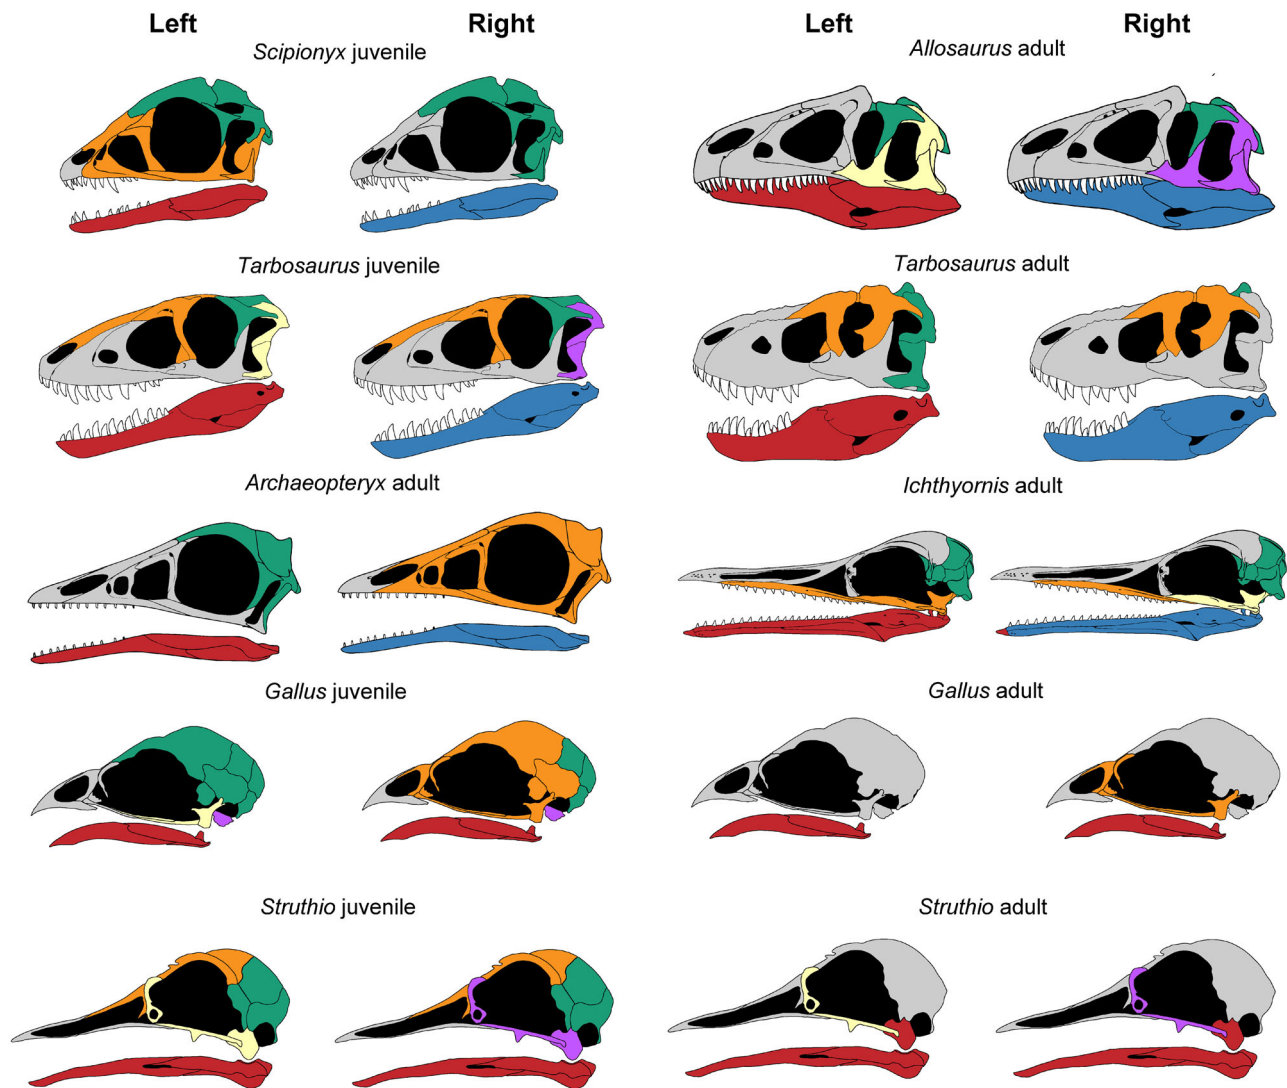 Left Right Left Right
Scipionyx juvenile Allosaurus adult
Tarbosaurus juvenile Tarbosaurus adult
Archaeopteryx adult Ichthyornis adult
Gallus juvenile Gallus adult
Struthio juvenile Struthio adult